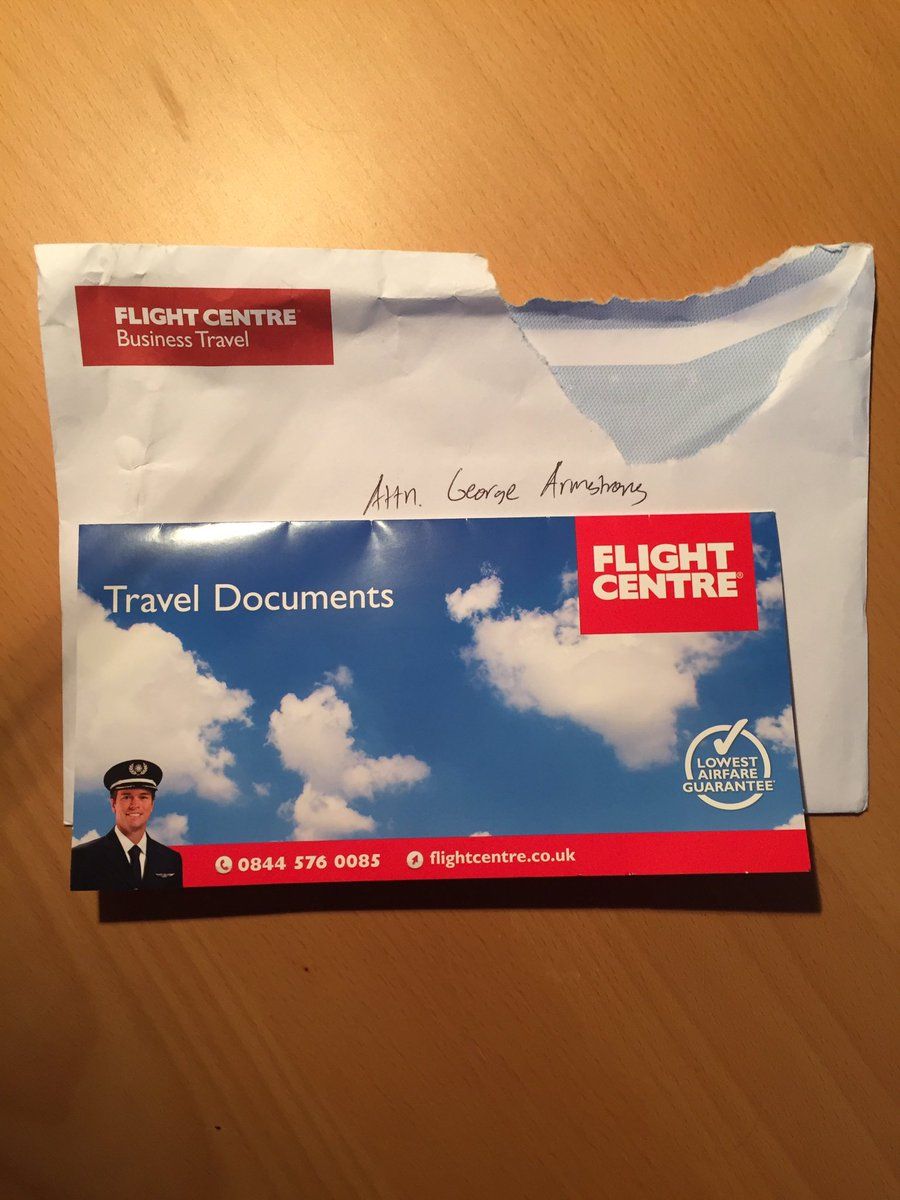 FLIGHT CENTRE
Business Travel
Attn. George Armstrong
Travel Documents
FLIGHT
CENTRE®
LOWEST
AIRFARE
GUARANTEE
0844 576 0085 flightcentre.co.uk